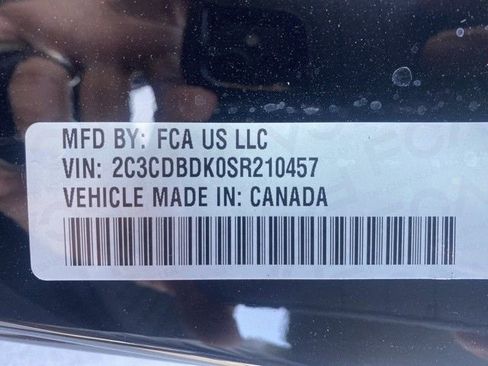 MFD BY: FCA US LLC
VIN: 2C3CDBDK0SR210457
VEHICLE MADE IN: CANADA